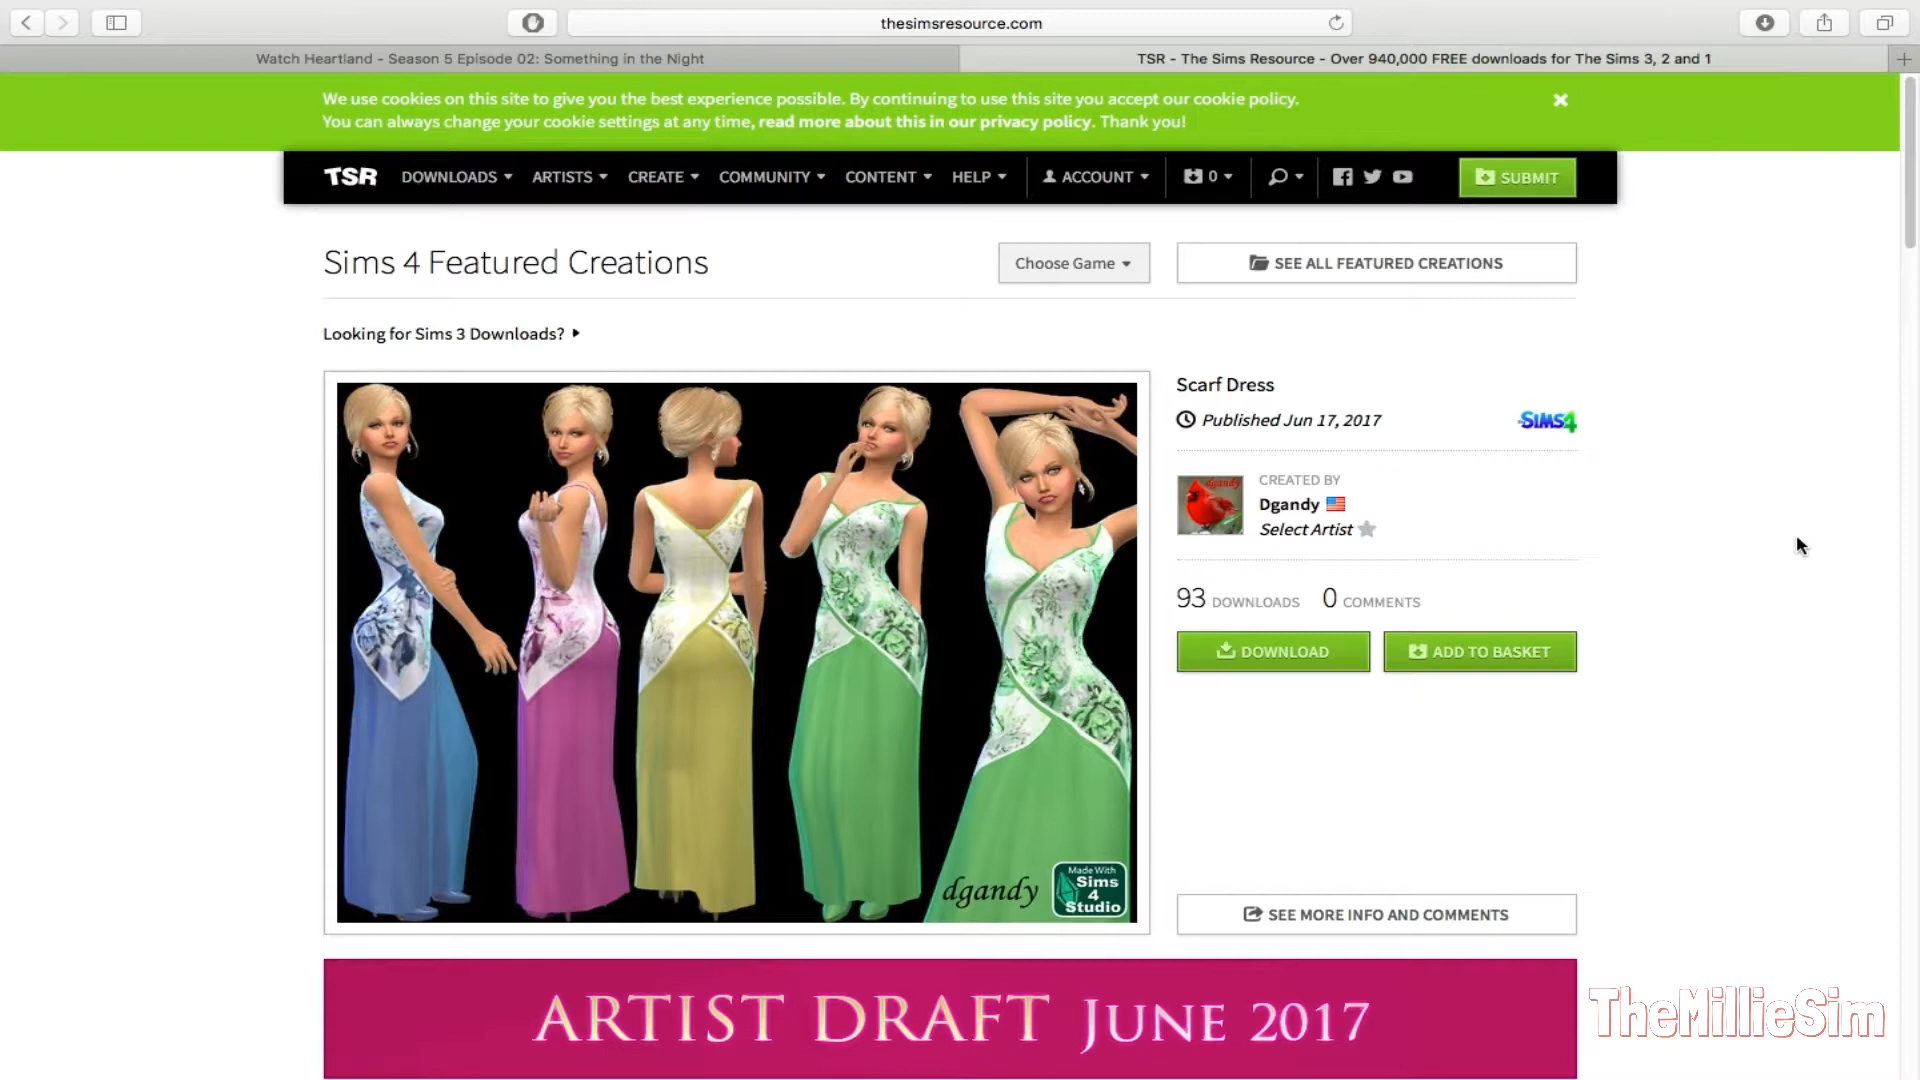 thesimsresource.com
Watch Heartland - Season 5 Episode 02: Something in the Night
TSR - The Sims Resource - Over 940,000 FREE downloads for The Sims 3, 2 and 1
We use cookies on this site to give you the best experience possible. By continuing to use this site you accept our cookie policy.
You can always change your cookie settings at any time, read more about this in our privacy policy. Thank you!
TSR DOWNLOADS ARTISTS CREATE COMMUNITY CONTENT HELP ACCOUNT 0 SUBMIT
Sims 4 Featured Creations
Choose Game
SEE ALL FEATURED CREATIONS
Looking for Sims 3 Downloads?
Scarf Dress
Published Jun 17, 2017
SIMS4
dgandy
CREATED BY
Dgandy
Select Artist
93 DOWNLOADS 0 COMMENTS
DOWNLOAD
ADD TO BASKET
dgandy
Made With
Sims
4
Studio
SEE MORE INFO AND COMMENTS
ARTIST DRAFT JUNE 2017
TheMillieSim